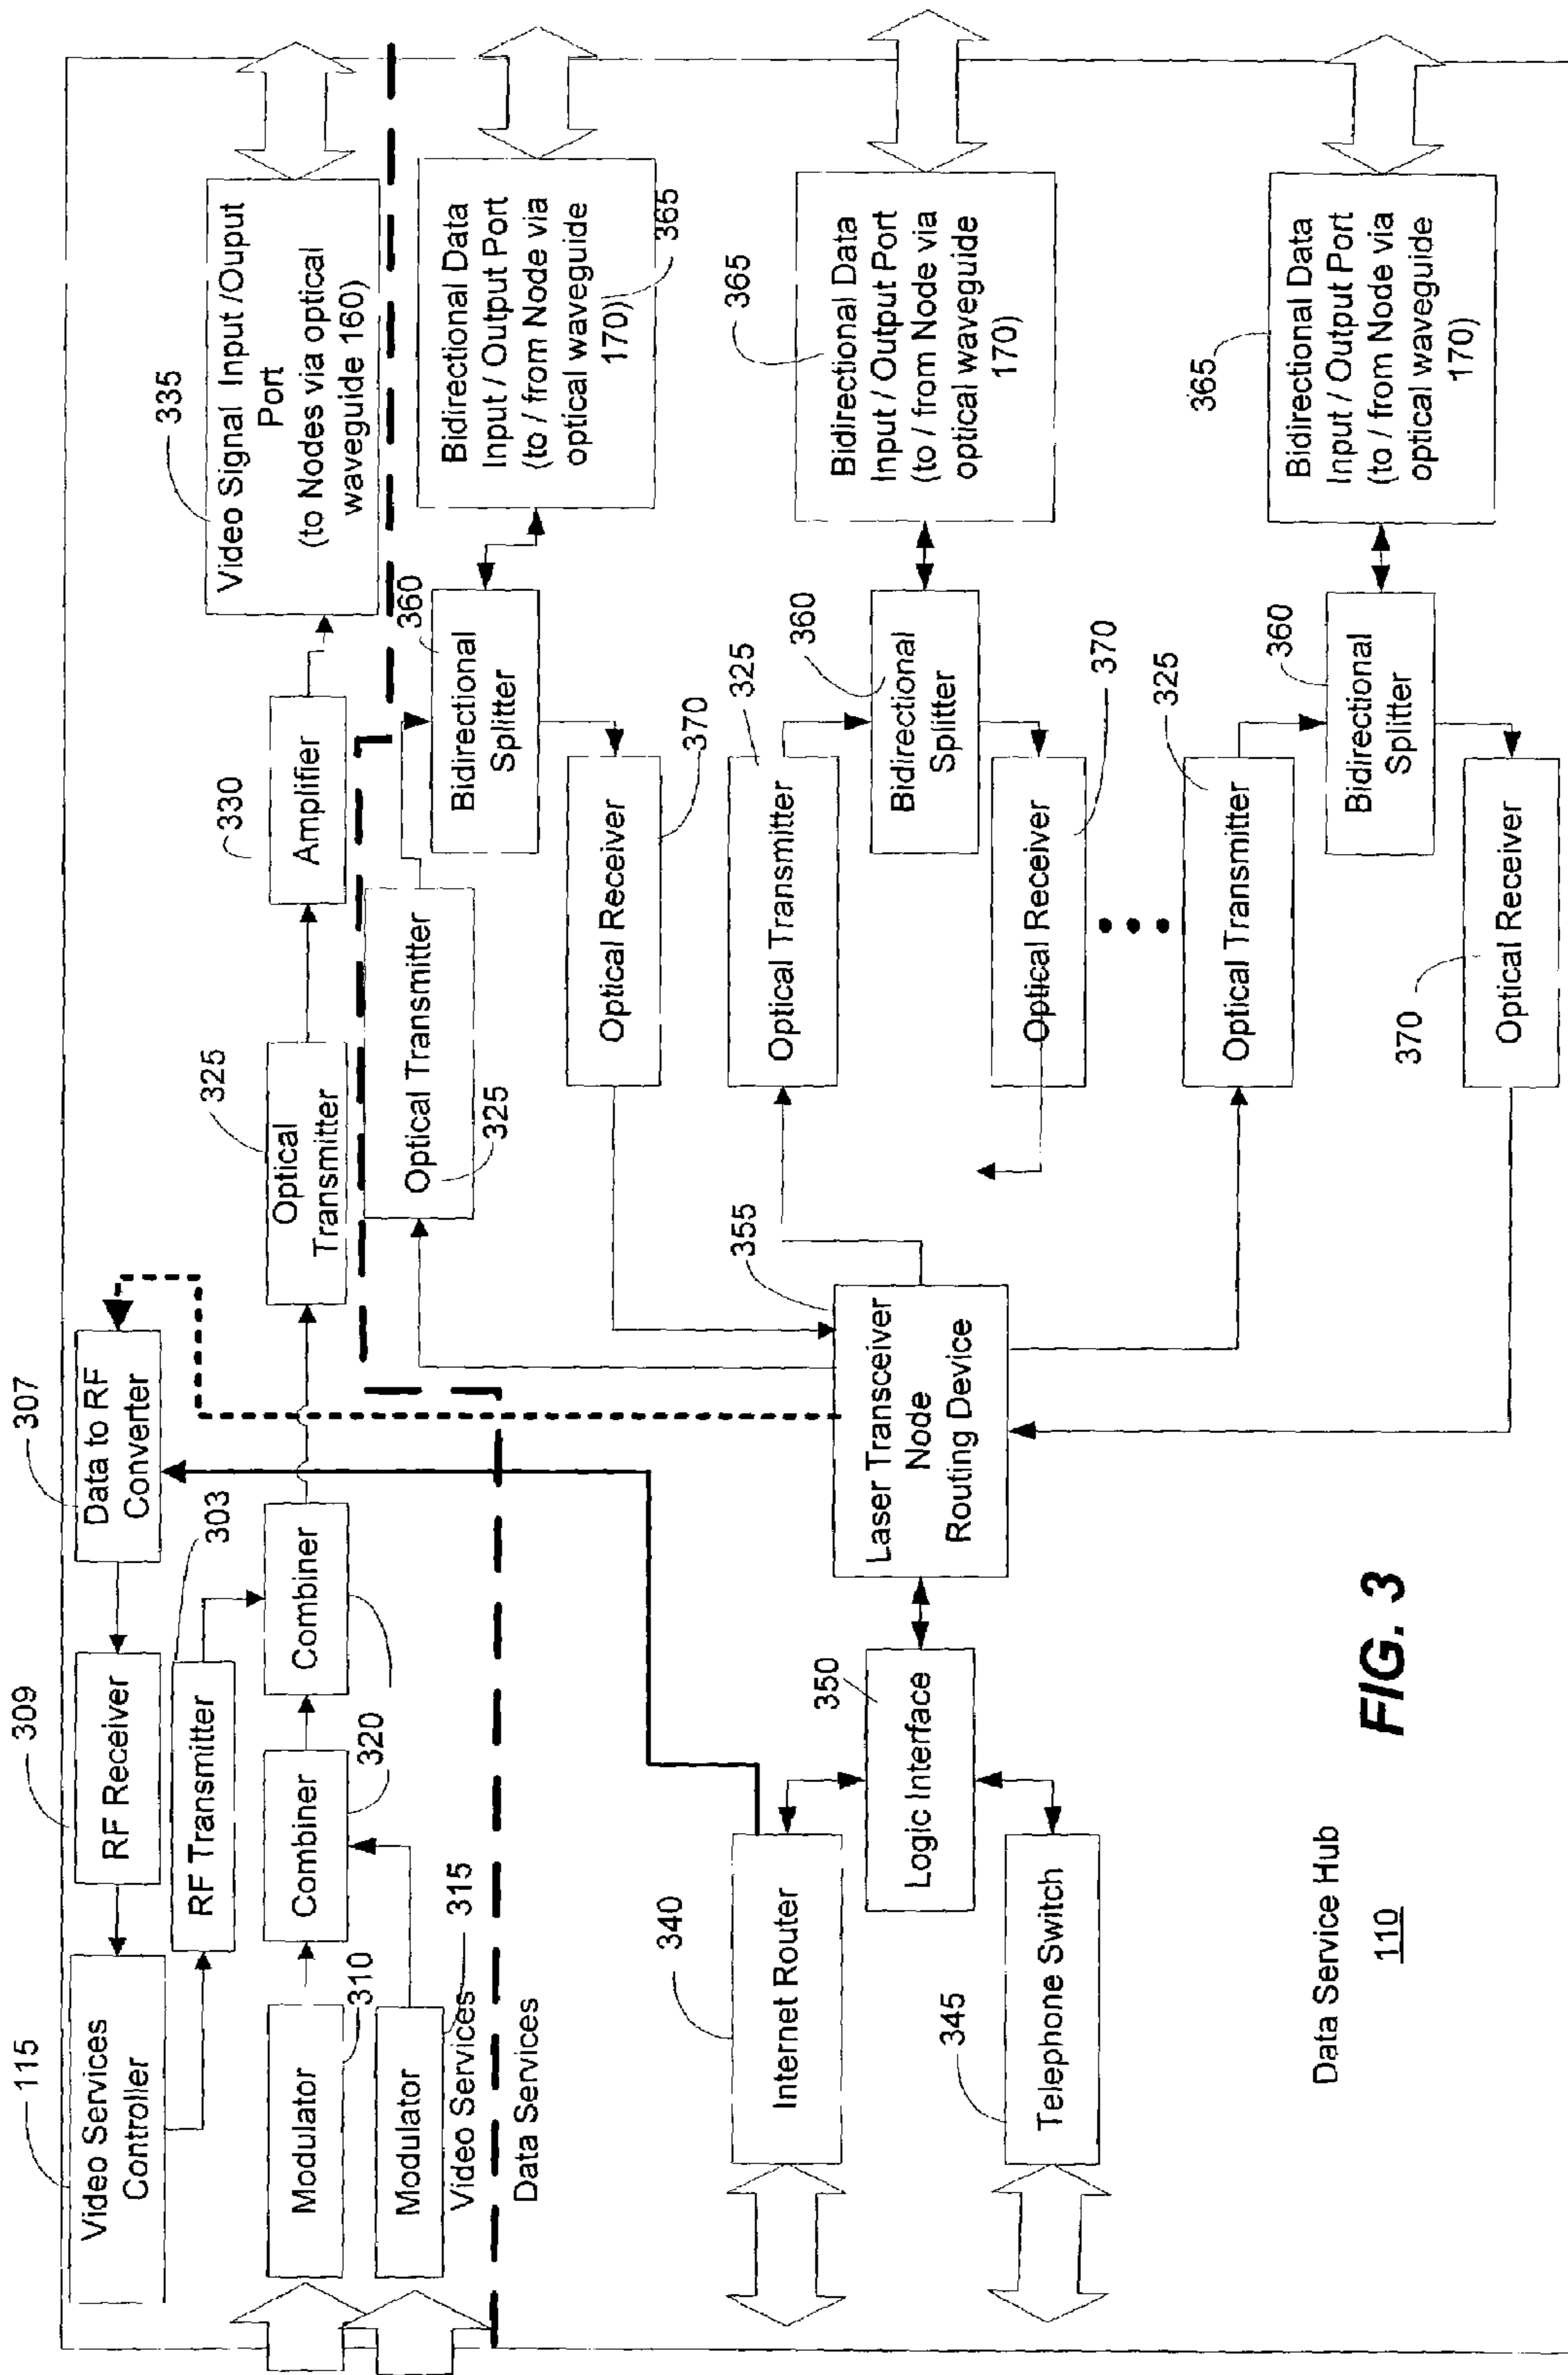 115
Video Services
Controller
309
RF Receiver
307
Data to RF
Converter
RF Transmitter
303
Modulator
310
Combiner
320
Combiner
325
Optical
Transmitter
330
Amplifier
335
Video Signal Input /Ouput
Port
(to Nodes via optical
waveguide 160)
Modulator
315
Video Services
Data Services
Optical Transmitter
325
360
Bidirectional
Splitter
Bidirectional Data
Input / Output Port
(to / from Node via
optical waveguide
170)
365
Optical Receiver
370
340
Internet Router
350
Logic Interface
345
Telephone Switch
355
Laser Transceiver
Node
Routing Device
325
Optical Transmitter
360
Bidirectional
Splitter
365
Bidirectional Data
Input / Output Port
(to / from Node via
optical waveguide
170)
Optical Receiver
370
325
Optical Transmitter
360
Bidirectional
Splitter
365
Bidirectional Data
Input / Output Port
(to / from Node via
optical waveguide
170)
370
Optical Receiver
Data Service Hub
110
FIG. 3